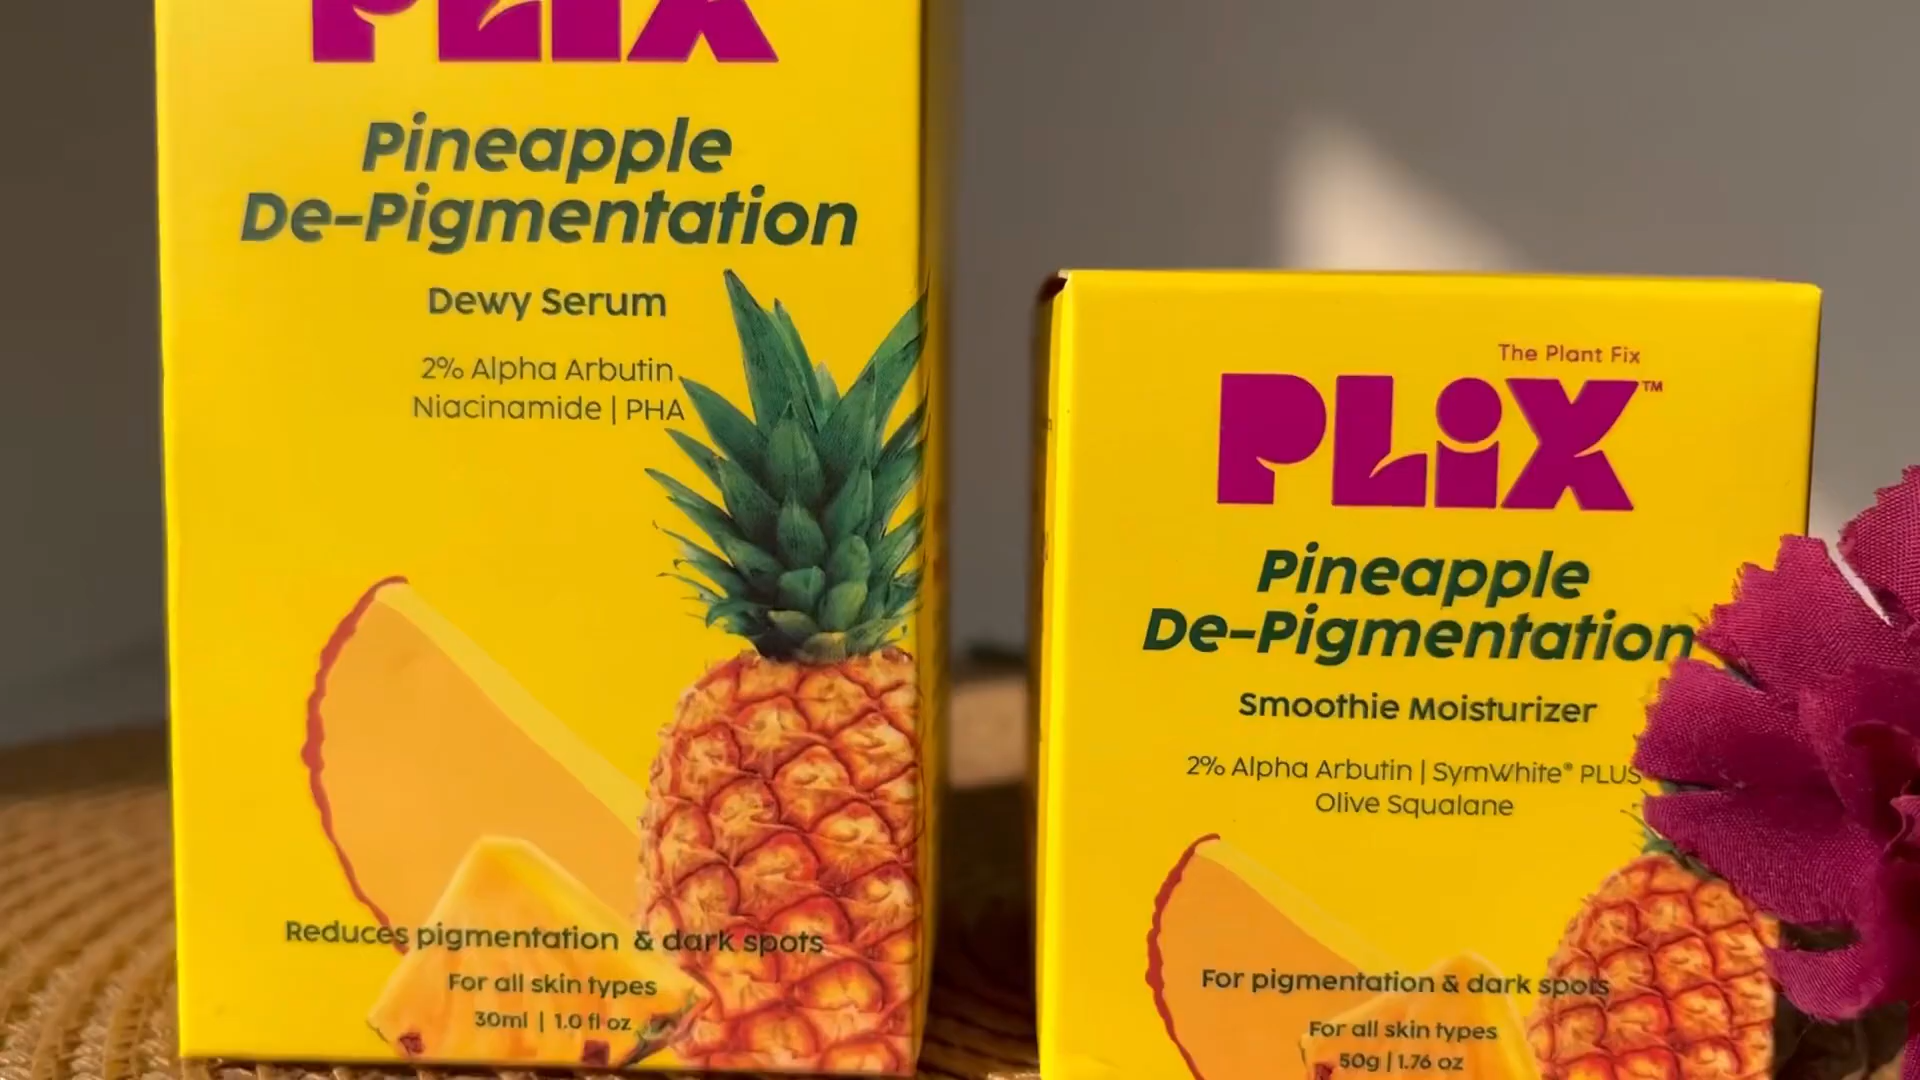 PLiX
Pineapple
De-Pigmentation
Dewy Serum
2% Alpha Arbutin
Niacinamide | PHA
Reduces pigmentation & dark spots
For all skin types
30ml | 1.0 fl oz
The Plant Fix
PLiX™
Pineapple
De-Pigmentation
Smoothie Moisturizer
2% Alpha Arbutin | SymWhite® PLUS
Olive Squalane
For pigmentation & dark spots
For all skin types
50g | 1.76 oz